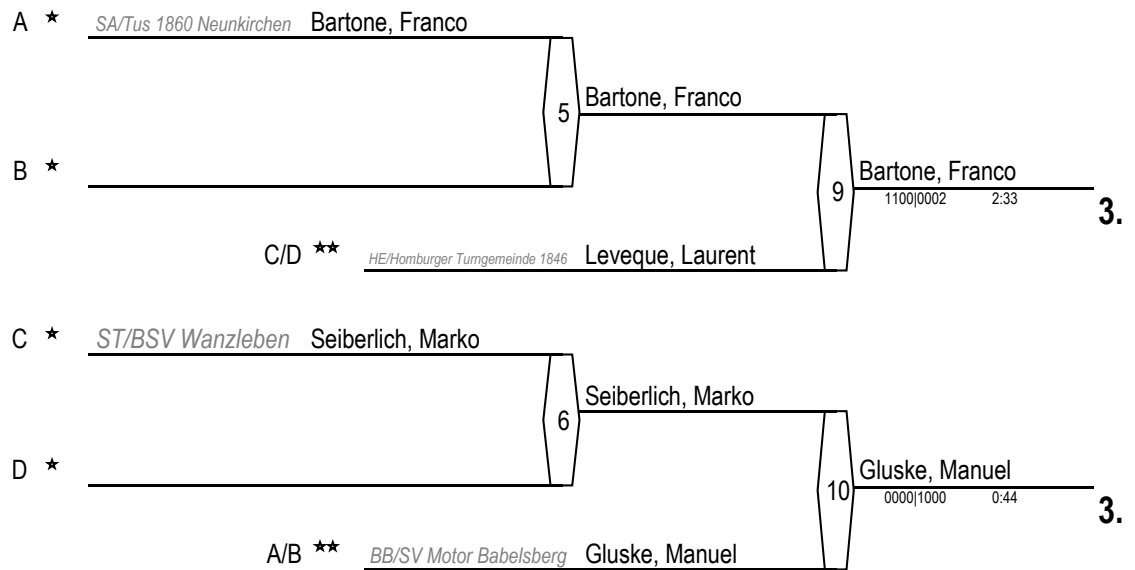 A ★ SA/Tus 1860 Neunkirchen Bartone, Franco
5 Bartone, Franco
B ★
9 Bartone, Franco
1100|0002 2:33
3.
C/D ★★ HE/Homburger Turngemeinde 1846 Leveque, Laurent
C ★ ST/BSV Wanzleben Seiberlich, Marko
6 Seiberlich, Marko
D ★
10 Gluske, Manuel
0000|1000 0:44
3.
A/B ★★ BB/SV Motor Babelsberg Gluske, Manuel